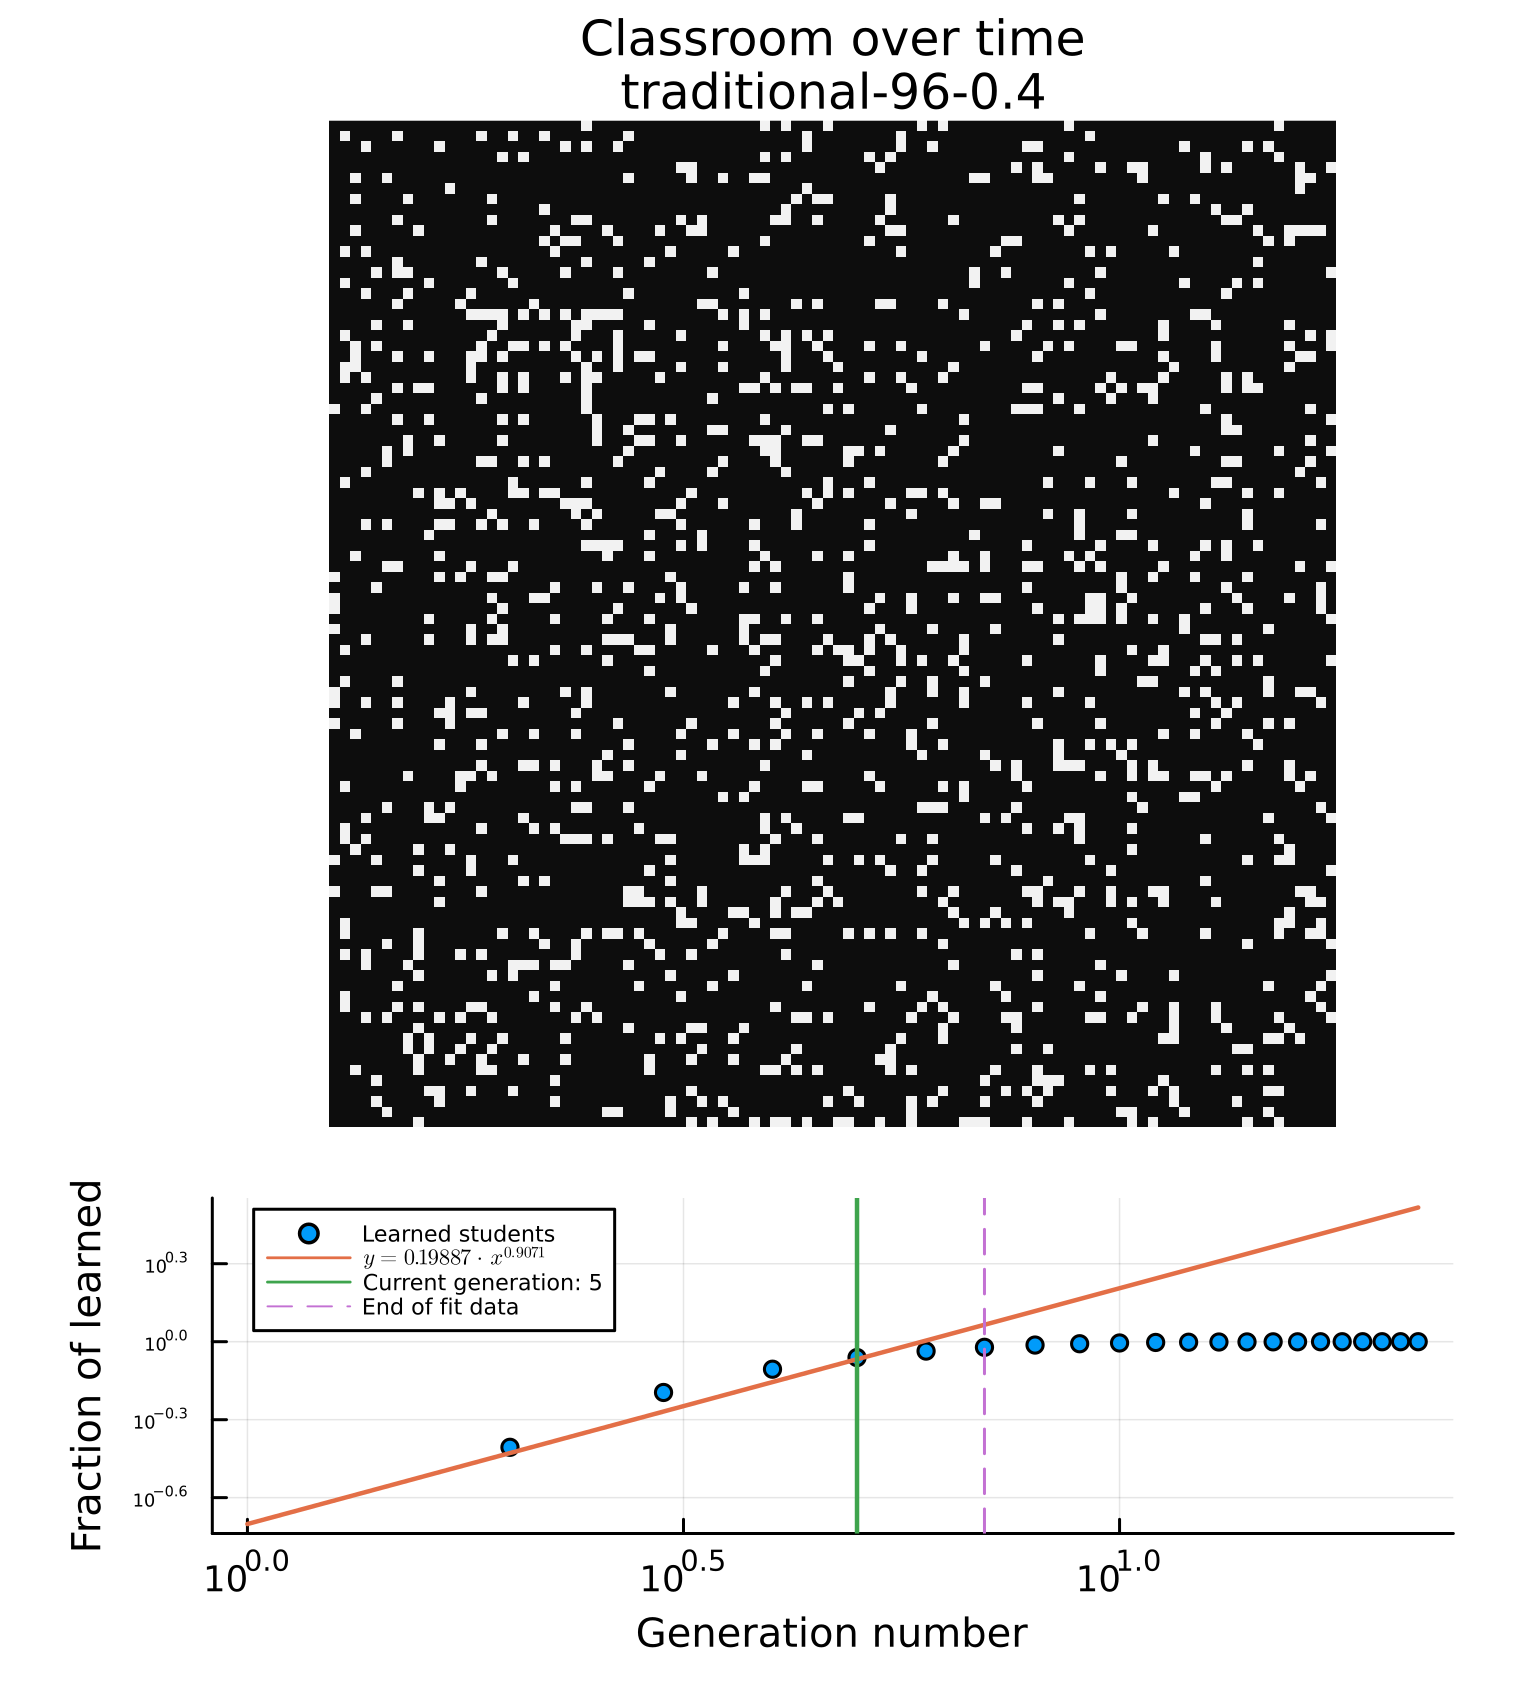 Classroom over time
traditional-96-0.4
Fraction of learned
10^0.3
10^0.0
10^−0.3
10^−0.6
Learned students
y = 0.19887 · x^0.9071
Current generation: 5
End of fit data
10^0.0
10^0.5
10^1.0
Generation number